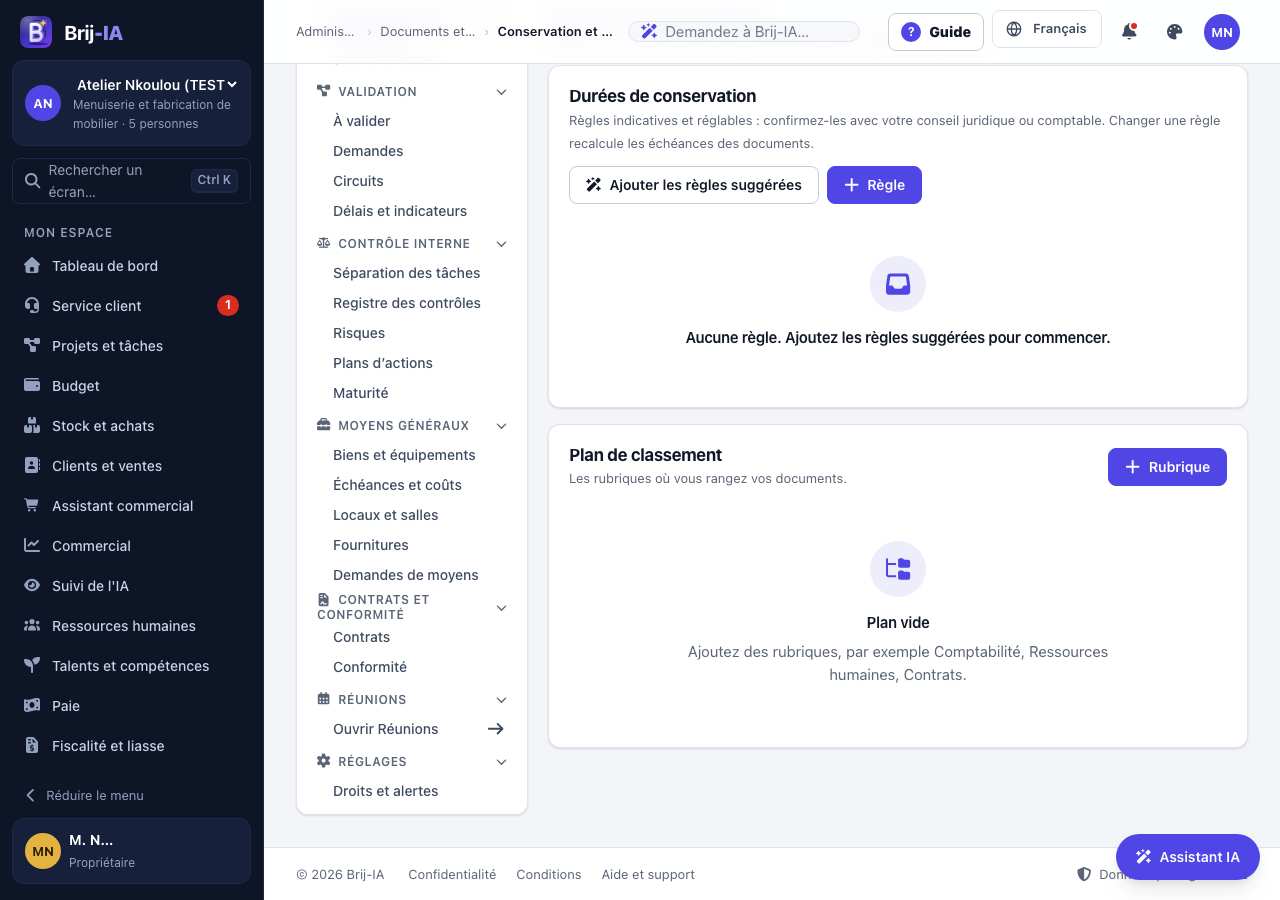 Brij-IA
AN
Atelier Nkoulou (TEST
Menuiserie et fabrication de
mobilier · 5 personnes
Rechercher un
écran...
Ctrl K
MON ESPACE
Tableau de bord
Service client
1
Projets et tâches
Budget
Stock et achats
Clients et ventes
Assistant commercial
Commercial
Suivi de l'IA
Ressources humaines
Talents et compétences
Paie
Fiscalité et liasse
Réduire le menu
MN
M. N...
Propriétaire
Adminis... › Documents et... › Conservation et ...
Demandez à Brij-IA...
? Guide
Français
MN
VALIDATION
À valider
Demandes
Circuits
Délais et indicateurs
CONTRÔLE INTERNE
Séparation des tâches
Registre des contrôles
Risques
Plans d'actions
Maturité
MOYENS GÉNÉRAUX
Biens et équipements
Échéances et coûts
Locaux et salles
Fournitures
Demandes de moyens
CONTRATS ET
CONFORMITÉ
Contrats
Conformité
RÉUNIONS
Ouvrir Réunions
RÉGLAGES
Droits et alertes
Durées de conservation
Règles indicatives et réglables : confirmez-les avec votre conseil juridique ou comptable. Changer une règle
recalcule les échéances des documents.
Ajouter les règles suggérées
Règle
Aucune règle. Ajoutez les règles suggérées pour commencer.
Plan de classement
Les rubriques où vous rangez vos documents.
Rubrique
Plan vide
Ajoutez des rubriques, par exemple Comptabilité, Ressources
humaines, Contrats.
© 2026 Brij-IA
Confidentialité
Conditions
Aide et support
Assistant IA